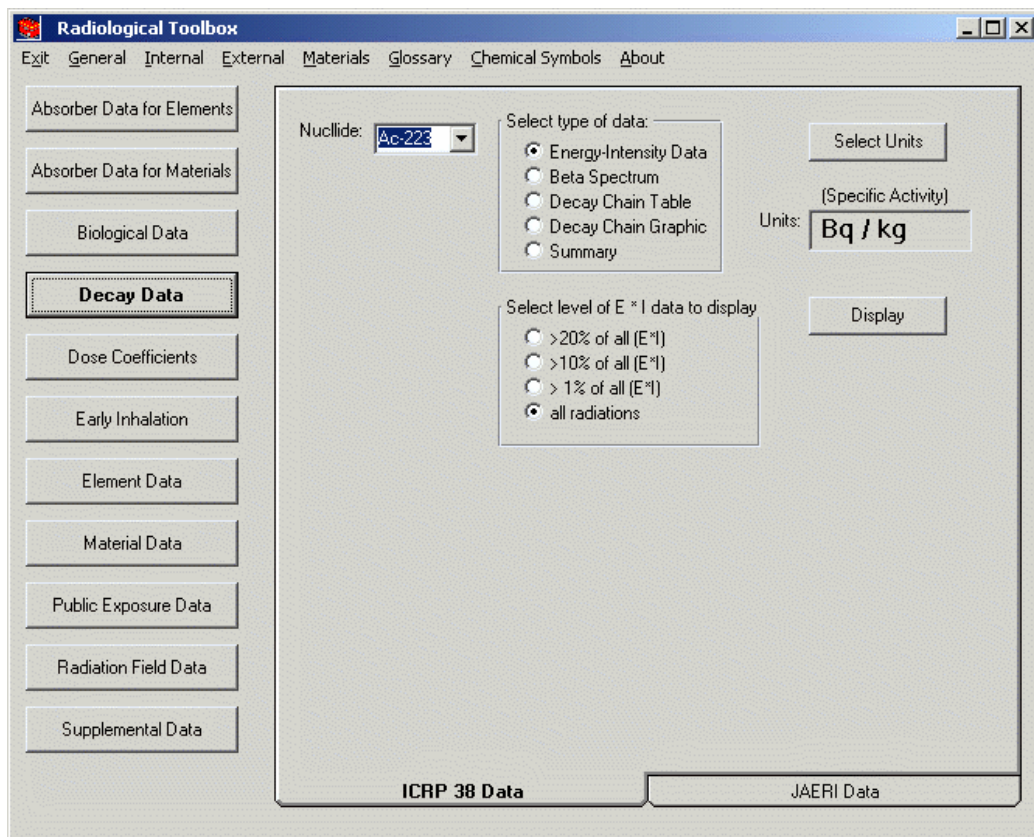 Radiological Toolbox
Exit General Internal External Materials Glossary Chemical Symbols About
Absorber Data for Elements
Absorber Data for Materials
Biological Data
Decay Data
Dose Coefficients
Early Inhalation
Element Data
Material Data
Public Exposure Data
Radiation Field Data
Supplemental Data
Nucllide: Ac-223
Select type of data:
Energy-Intensity Data
Beta Spectrum
Decay Chain Table
Decay Chain Graphic
Summary
Select level of E * I data to display
>20% of all (E*I)
>10% of all (E*I)
> 1% of all (E*I)
all radiations
Select Units
(Specific Activity)
Units: Bq / kg
Display
ICRP 38 Data
JAERI Data